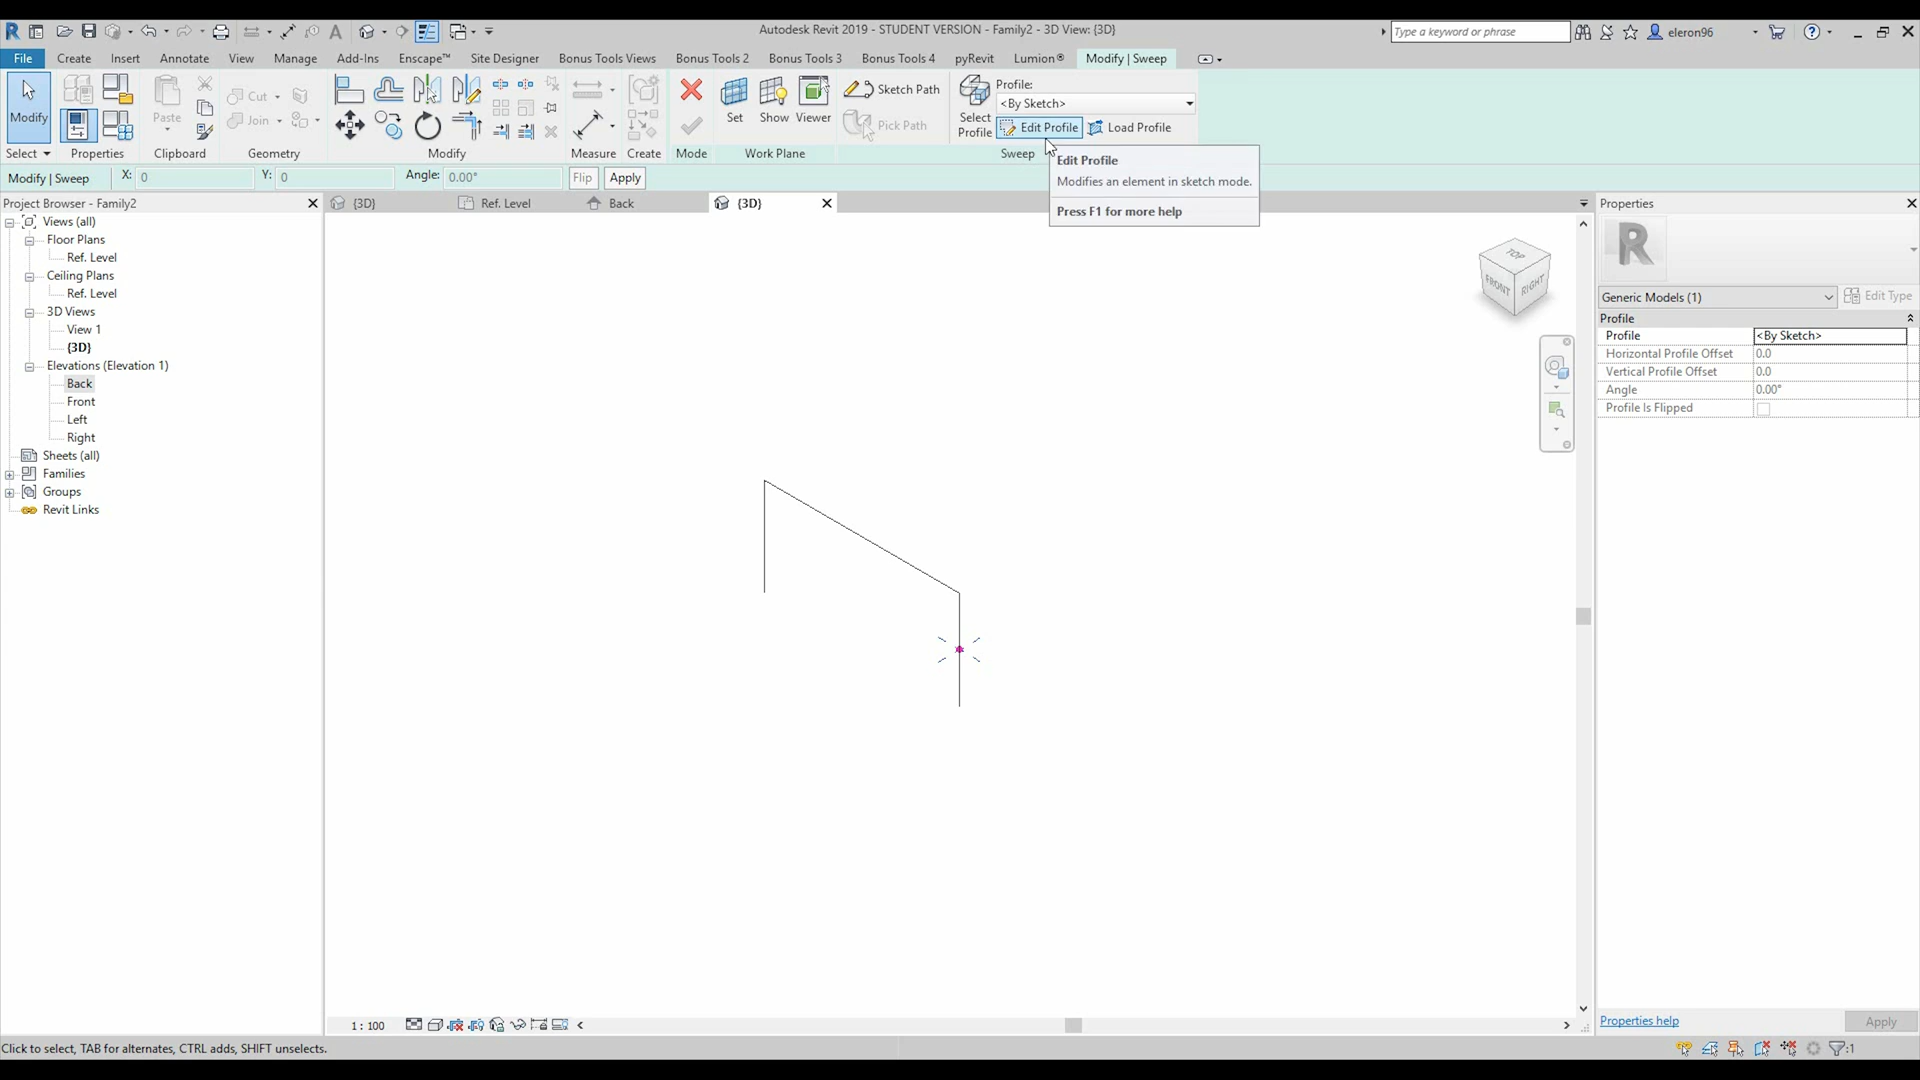 Autodesk Revit 2019 - STUDENT VERSION - Family2 - 3D View: {3D}
Type a keyword or phrase
eleron96
File Create Insert Annotate View Manage Add-Ins Enscape™ Site Designer Bonus Tools Views Bonus Tools 2 Bonus Tools 3 Bonus Tools 4 pyRevit Lumion® Modify | Sweep
Modify
Paste
Cut
Join
Set
Show
Viewer
Sketch Path
Pick Path
Select
Profile
Profile:
<By Sketch>
Edit Profile
Load Profile
Select Properties Clipboard Geometry Modify Measure Create Mode Work Plane Sweep
Modify | Sweep X: 0 Y: 0 Angle: 0.00° Flip Apply
Edit Profile
Modifies an element in sketch mode.
Press F1 for more help
Project Browser - Family2
{3D} Ref. Level Back {3D}
Views (all)
Floor Plans
Ref. Level
Ceiling Plans
Ref. Level
3D Views
View 1
{3D}
Elevations (Elevation 1)
Back
Front
Left
Right
Sheets (all)
Families
Groups
Revit Links
TOP
FRONT
RIGHT
Properties
R
Generic Models (1)
Edit Type
Profile
Profile <By Sketch>
Horizontal Profile Offset 0.0
Vertical Profile Offset 0.0
Angle 0.00°
Profile Is Flipped
Properties help
Apply
1 : 100
Click to select, TAB for alternates, CTRL adds, SHIFT unselects.
:1